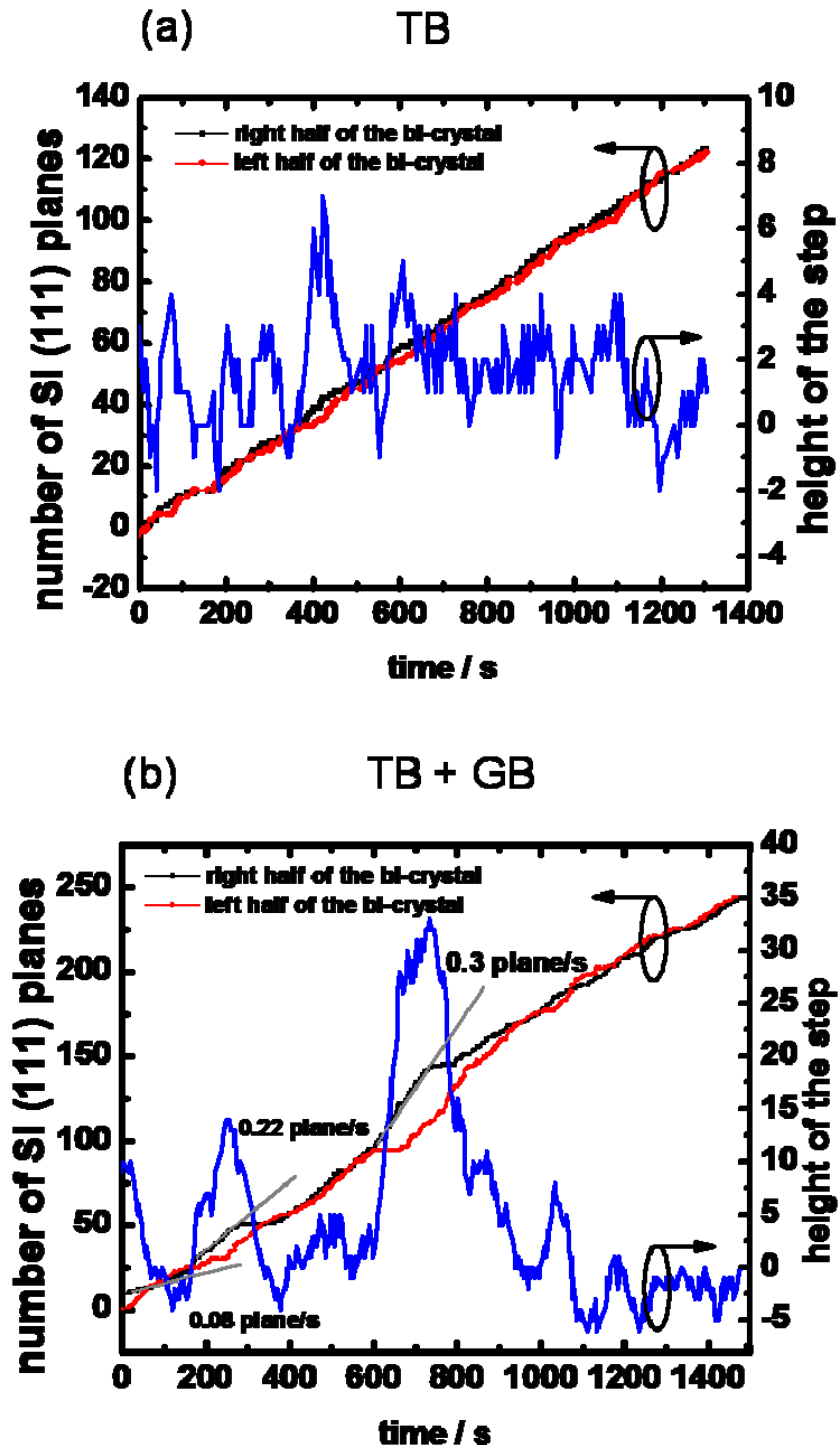 (a) TB
right half of the bi-crystal
left half of the bi-crystal
number of SI (111) planes
140
120
100
80
60
40
20
0
-20
10
8
6
4
2
0
-2
-4
height of the step
0 200 400 600 800 1000 1200 1400
time / s
(b) TB + GB
right half of the bi-crystal
left half of the bi-crystal
number of SI (111) planes
250
225
150
175
100
50
25
0
40
35
30
25
20
15
10
5
0
-5
height of the step
0.3 plane/s
0.22 plane/s
0.08 plane/s
0 200 400 600 800 1000 1200 1400
time / s